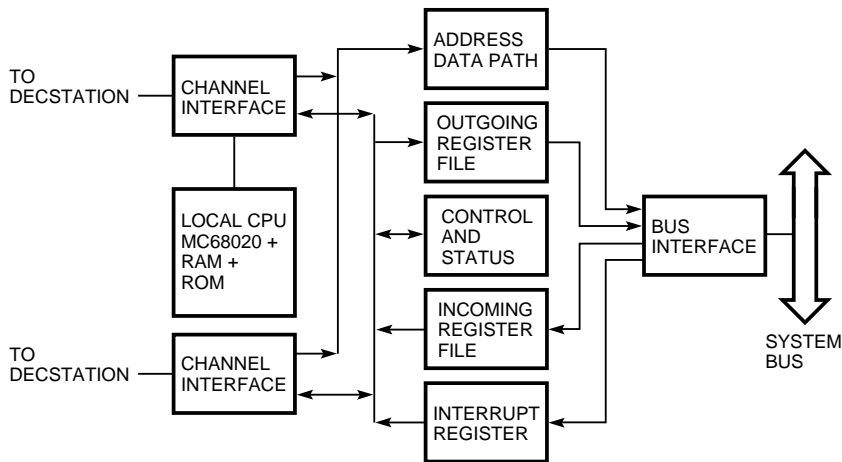 TO
DECSTATION
CHANNEL
INTERFACE
LOCAL CPU
MC68020 +
RAM +
ROM
TO
DECSTATION
CHANNEL
INTERFACE
ADDRESS
DATA PATH
OUTGOING
REGISTER
FILE
CONTROL
AND
STATUS
INCOMING
REGISTER
FILE
INTERRUPT
REGISTER
BUS
INTERFACE
SYSTEM
BUS